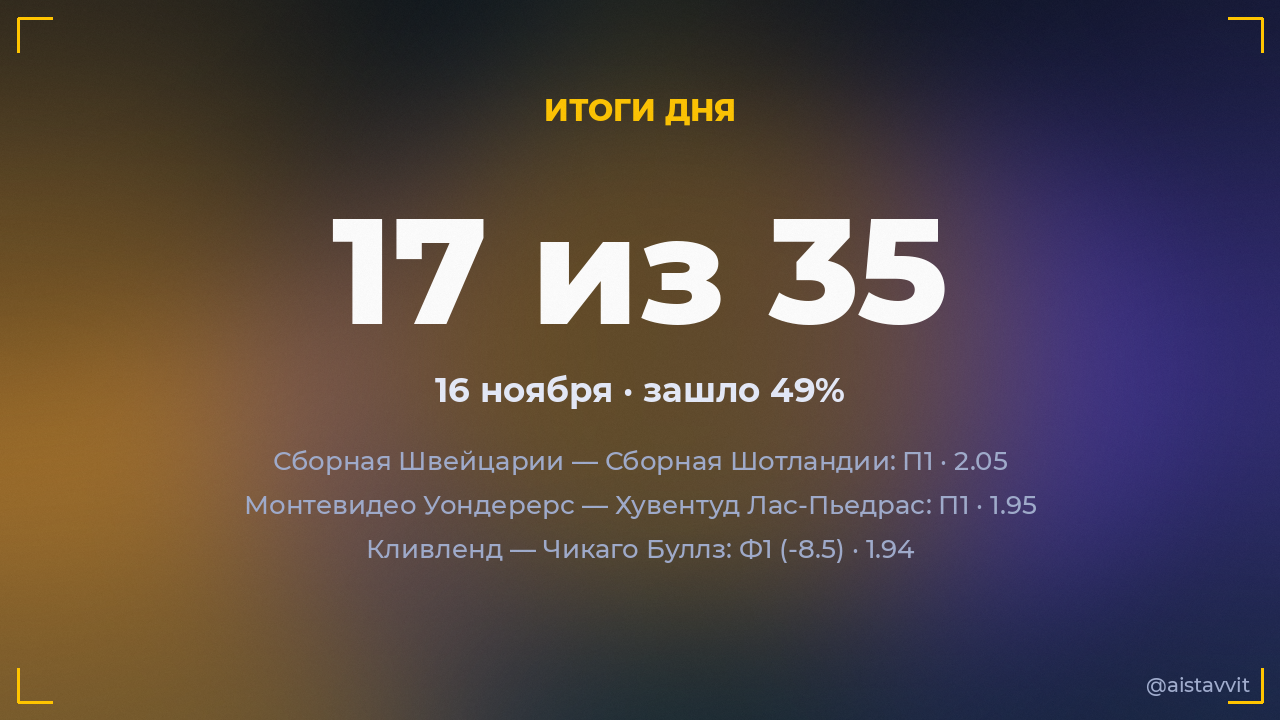 ИТОГИ ДНЯ
17 из 35
16 ноября · зашло 49%
Сборная Швейцарии — Сборная Шотландии: П1 · 2.05
Монтевидео Уондерерс — Хувентуд Лас-Пьедрас: П1 · 1.95
Кливленд — Чикаго Буллз: Ф1 (-8.5) · 1.94
@aistavvit